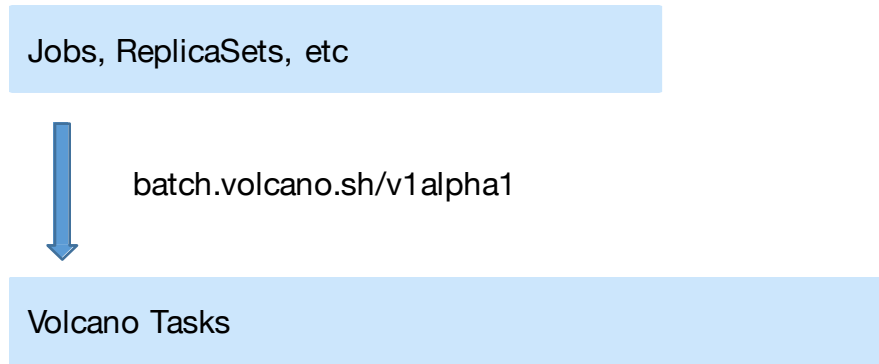 Jobs, ReplicaSets, etc
batch.volcano.sh/v1alpha1
Volcano Tasks